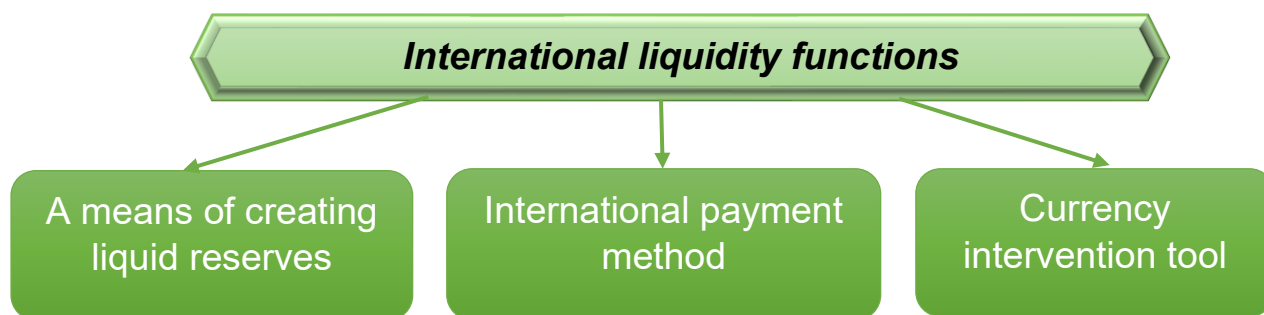 International liquidity functions
A means of creating
liquid reserves
International payment
method
Currency
intervention tool